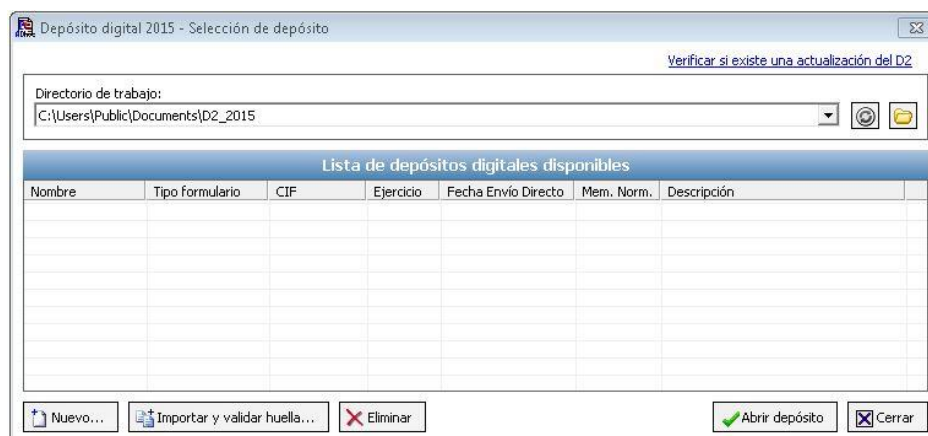 Depósito digital 2015 - Selección de depósito
Verificar si existe una actualización del D2
Directorio de trabajo:
C:\Users\Public\Documents\D2_2015
Lista de depósitos digitales disponibles
Nombre Tipo formulario CIF Ejercicio Fecha Envío Directo Mem. Norm. Descripción
Nuevo... Importar y validar huella... Eliminar Abrir depósito Cerrar